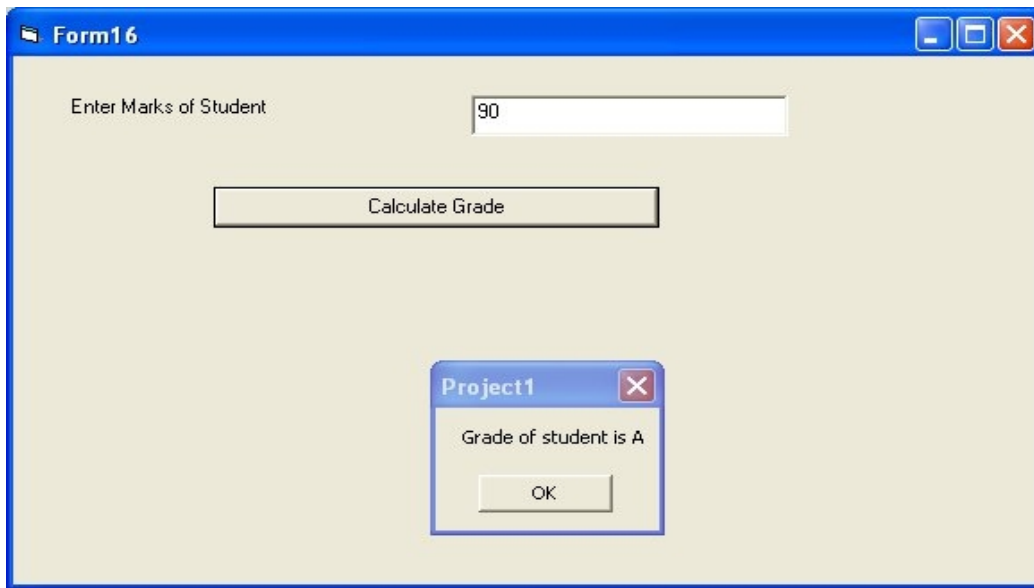 Form16
Enter Marks of Student 90
Calculate Grade
Project1
Grade of student is A
OK